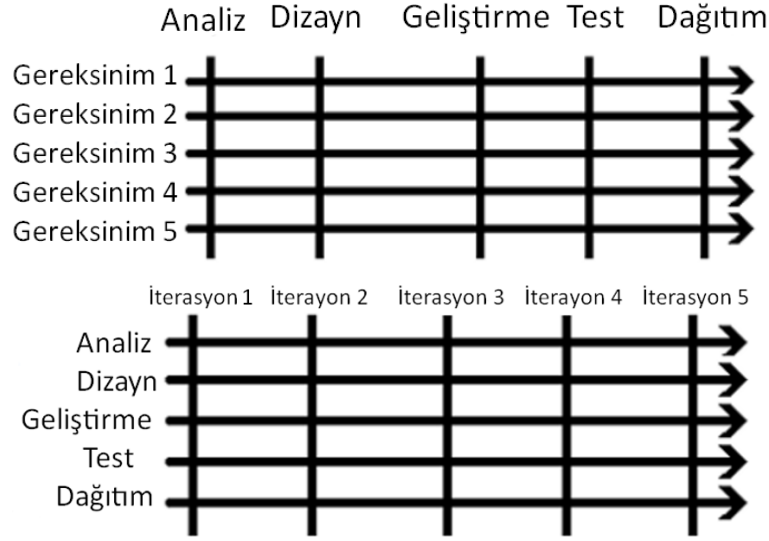 Analiz Dizayn Geliştirme Test Dağıtım
Gereksinim 1
Gereksinim 2
Gereksinim 3
Gereksinim 4
Gereksinim 5
İterasyon 1 İterayon 2 İterasyon 3 İterayon 4 İterasyon 5
Analiz
Dizayn
Geliştirme
Test
Dağıtım